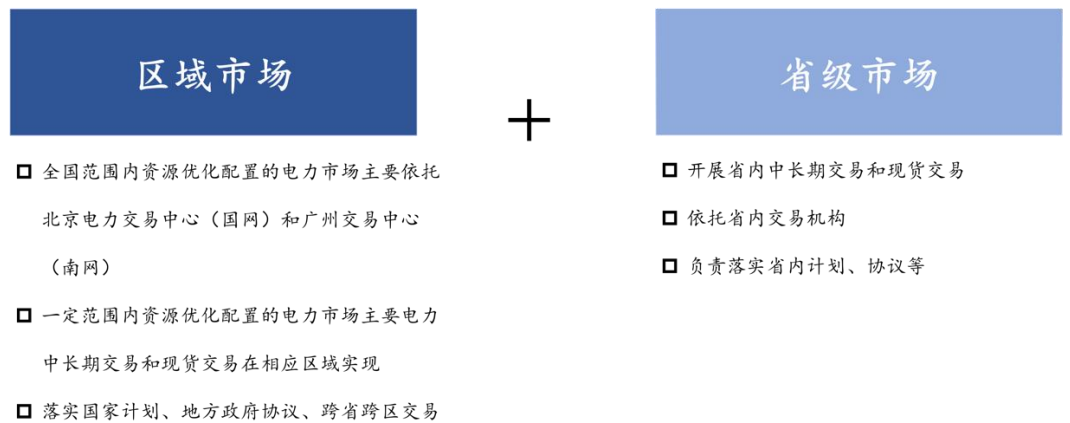 区域市场
全国范围内资源优化配置的电力市场主要依托
北京电力交易中心（国网）和广州交易中心
（南网）
一定范围内资源优化配置的电力市场主要电力
中长期交易和现货交易在相应区域实现
落实国家计划、地方政府协议、跨省跨区交易
+
省级市场
开展省内中长期交易和现货交易
依托省内交易机构
负责落实省内计划、协议等